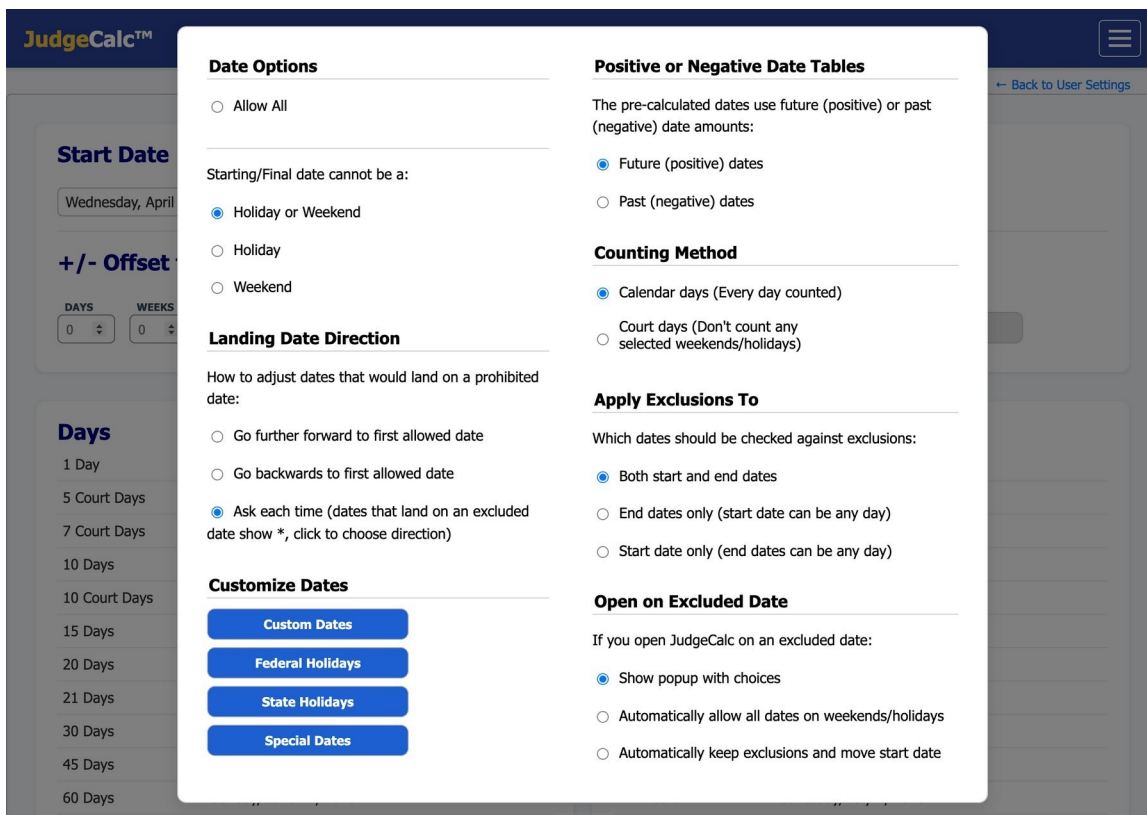 JudgeCalc™
← Back to User Settings
Start Date
Wednesday, April
+/- Offset
DAYS
WEEKS
0
0
Days
1 Day
5 Court Days
7 Court Days
10 Days
10 Court Days
15 Days
20 Days
21 Days
30 Days
45 Days
60 Days
Date Options
Allow All
Starting/Final date cannot be a:
Holiday or Weekend
Holiday
Weekend
Landing Date Direction
How to adjust dates that would land on a prohibited
date:
Go further forward to first allowed date
Go backwards to first allowed date
Ask each time (dates that land on an excluded
date show *, click to choose direction)
Customize Dates
Custom Dates
Federal Holidays
State Holidays
Special Dates
Positive or Negative Date Tables
The pre-calculated dates use future (positive) or past
(negative) date amounts:
Future (positive) dates
Past (negative) dates
Counting Method
Calendar days (Every day counted)
Court days (Don't count any
selected weekends/holidays)
Apply Exclusions To
Which dates should be checked against exclusions:
Both start and end dates
End dates only (start date can be any day)
Start date only (end dates can be any day)
Open on Excluded Date
If you open JudgeCalc on an excluded date:
Show popup with choices
Automatically allow all dates on weekends/holidays
Automatically keep exclusions and move start date